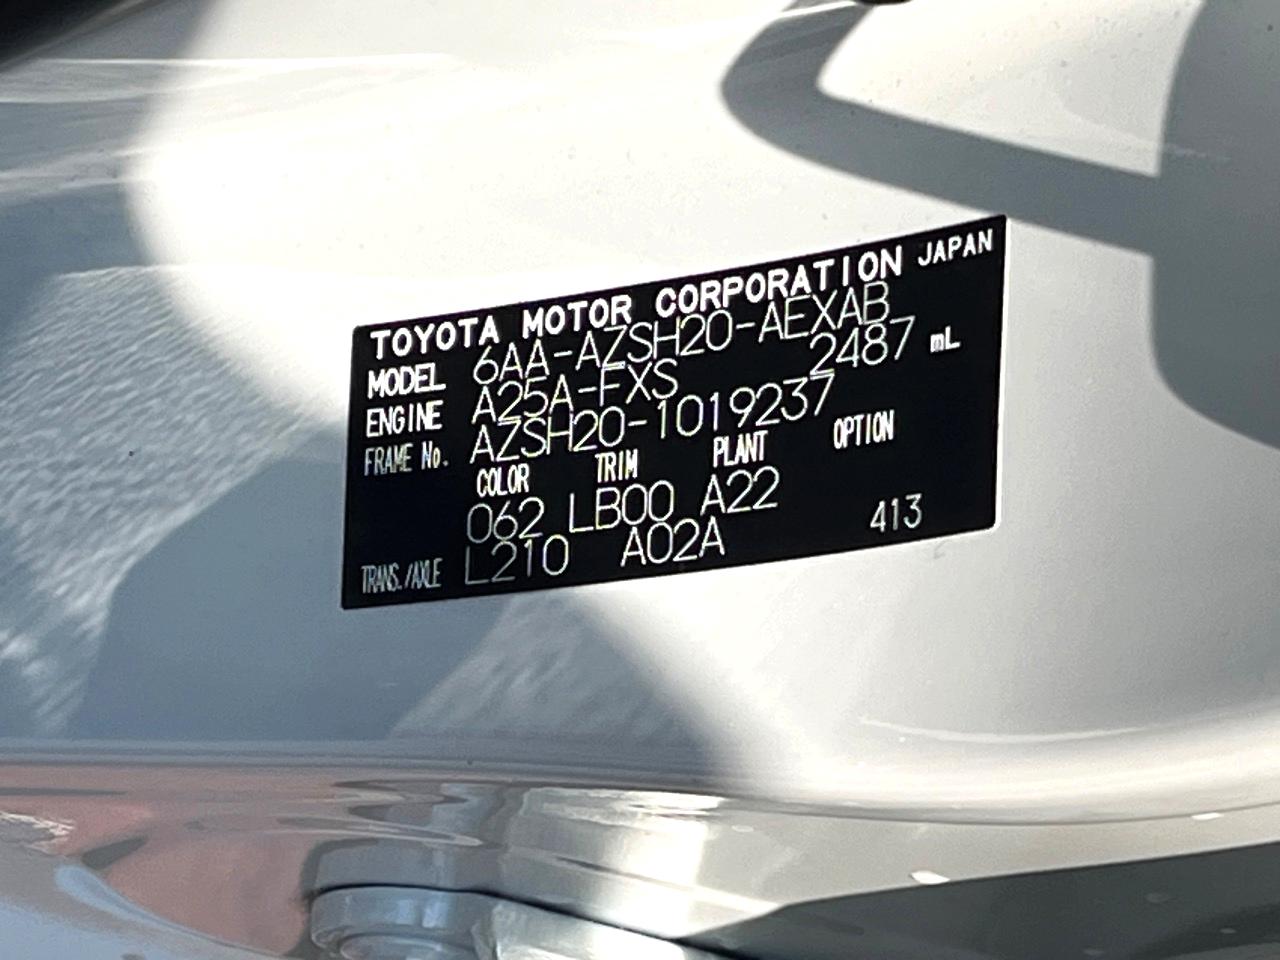 TOYOTA MOTOR CORPORATION JAPAN
MODEL 6AA-AZSH20-AEXAB
ENGINE A25A-FXS 2487 mL
FRAME No. AZSH20-1019237
COLOR TRIM PLANT OPTION
062 LB00 A22
TRANS./AXLE L210 A02A 413